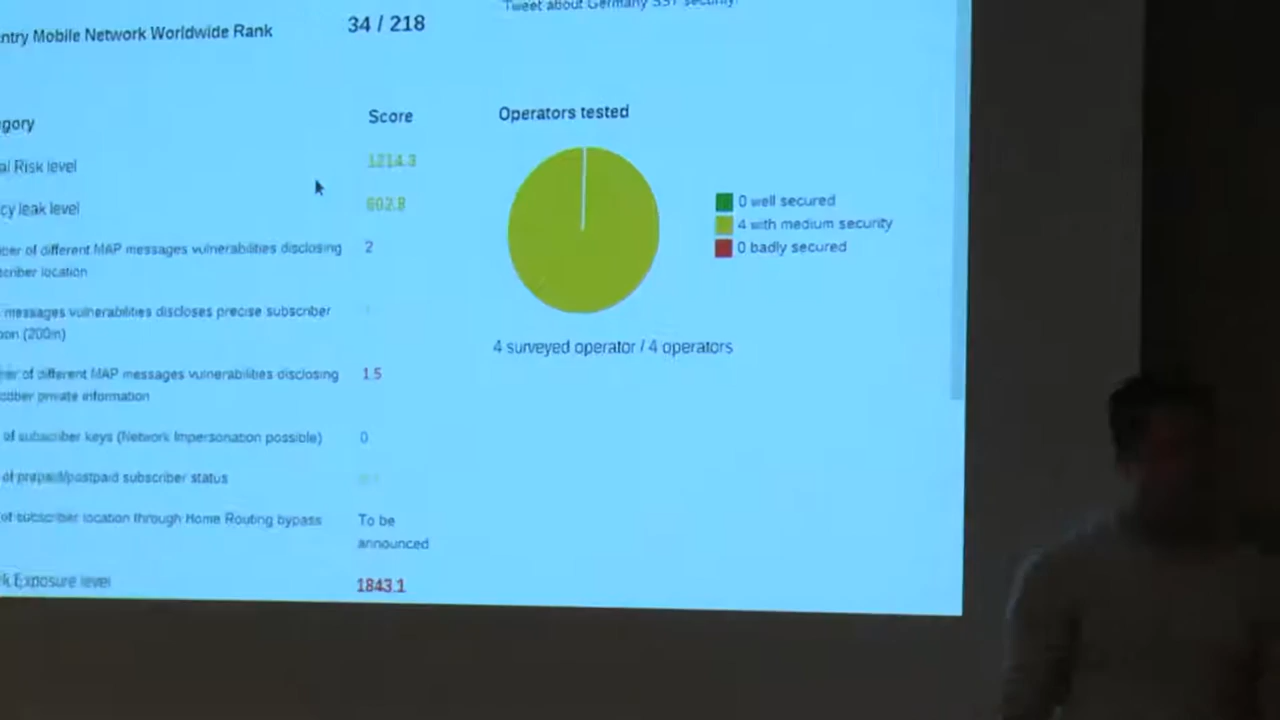 Tweet about Germany SS7 security!
ntry Mobile Network Worldwide Rank 34 / 218
gory Score Operators tested
al Risk level 1214.3
cy leak level 602.8
0 well secured
4 with medium security
0 badly secured
ber of different MAP messages vulnerabilities disclosing 2
scriber location
messages vulnerabilities discloses precise subscriber
ion (200m)
4 surveyed operator / 4 operators
er of different MAP messages vulnerabilities disclosing 1.5
scriber private information
of subscriber keys (Network Impersonation possible) 0
of prepaid/postpaid subscriber status
of subscriber location through Home Routing bypass To be
announced
k Exposure level 1843.1